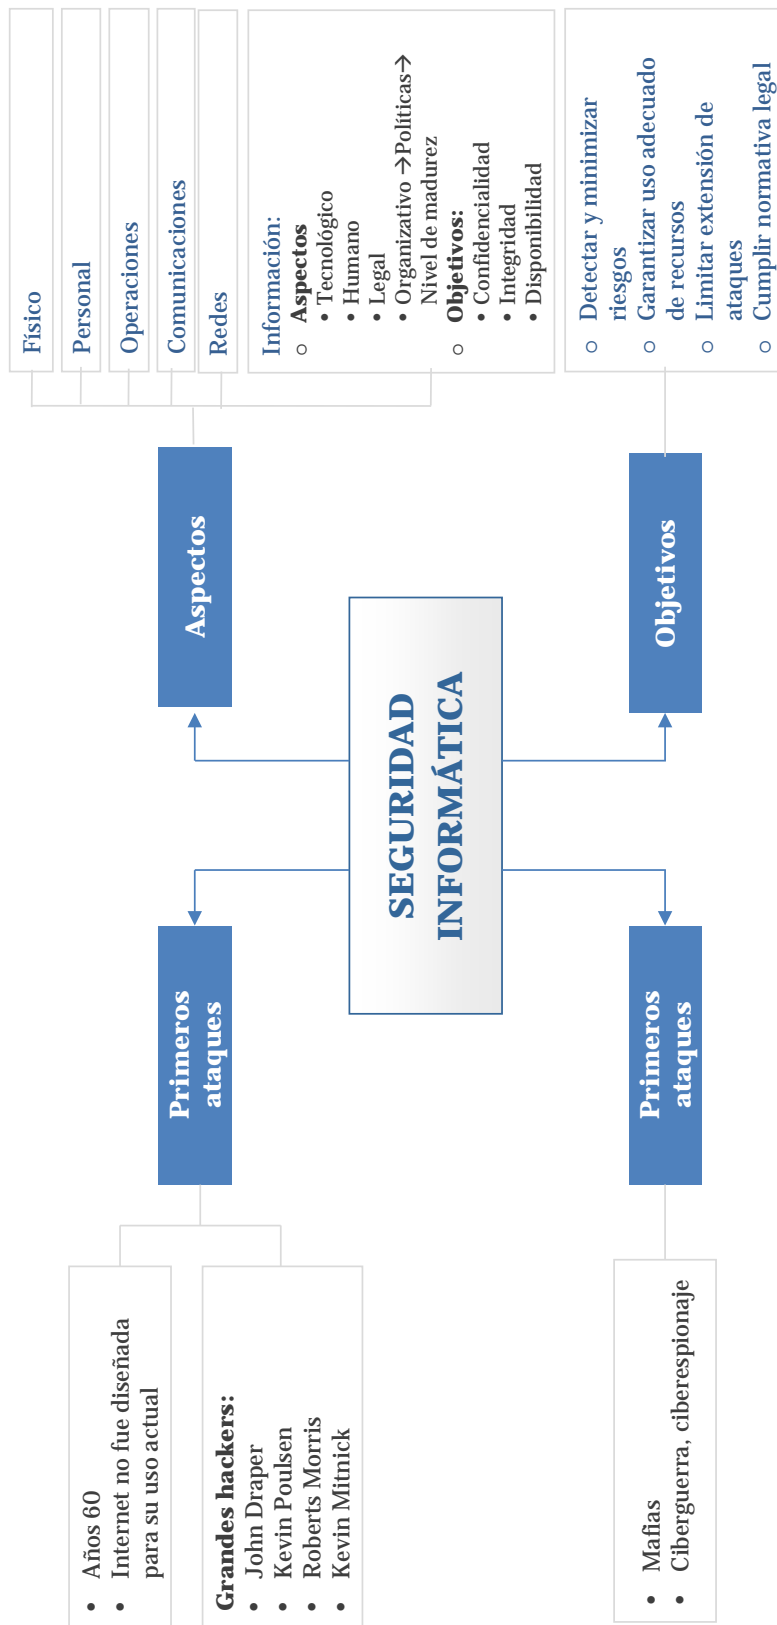 SEGURIDAD
INFORMÁTICA
Primeros
ataques
• Años 60
• Internet no fue diseñada
para su uso actual
Grandes hackers:
• John Draper
• Kevin Poulsen
• Roberts Morris
• Kevin Mitnick
Aspectos
Físico
Personal
Operaciones
Comunicaciones
Redes
Información:
○ Aspectos
• Tecnológico
• Humano
• Legal
• Organizativo →Políticas→
Nivel de madurez
○ Objetivos:
• Confidencialidad
• Integridad
• Disponibilidad
Primeros
ataques
• Mafias
• Ciberguerra, ciberespionaje
Objetivos
○ Detectar y minimizar
riesgos
○ Garantizar uso adecuado
de recursos
○ Limitar extensión de
ataques
○ Cumplir normativa legal